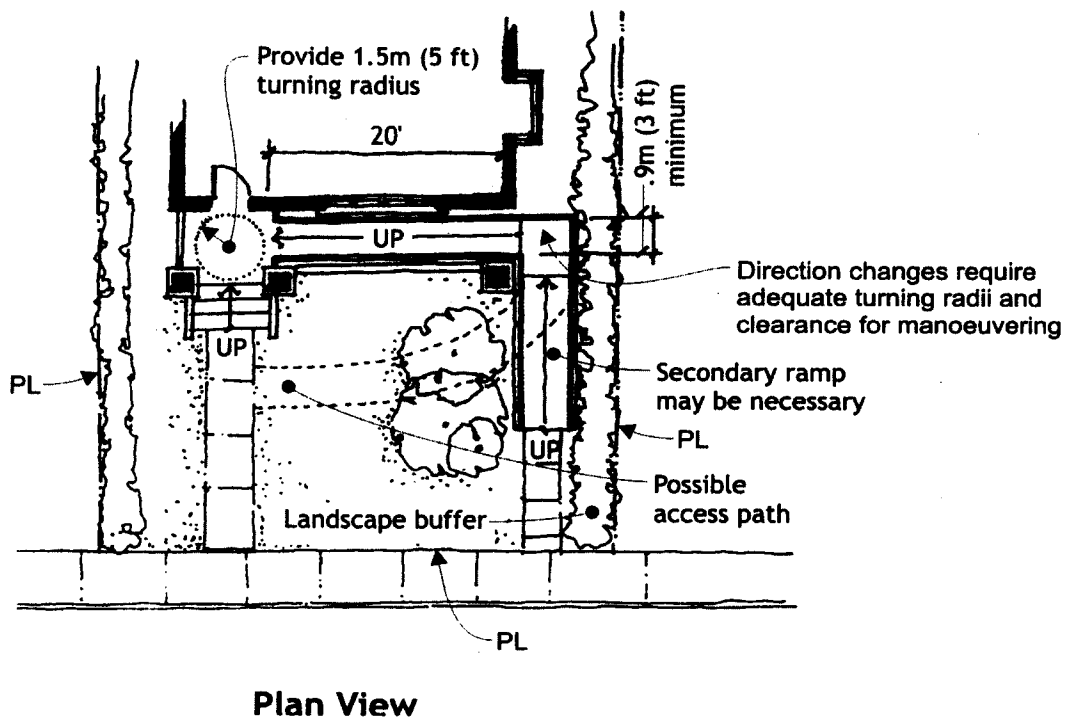 Provide 1.5m (5 ft)
turning radius
20'
.9m (3 ft)
minimum
UP
Direction changes require
adequate turning radii and
clearance for manoeuvering
UP
PL
Secondary ramp
may be necessary
PL
UP
Possible
access path
Landscape buffer
PL
Plan View